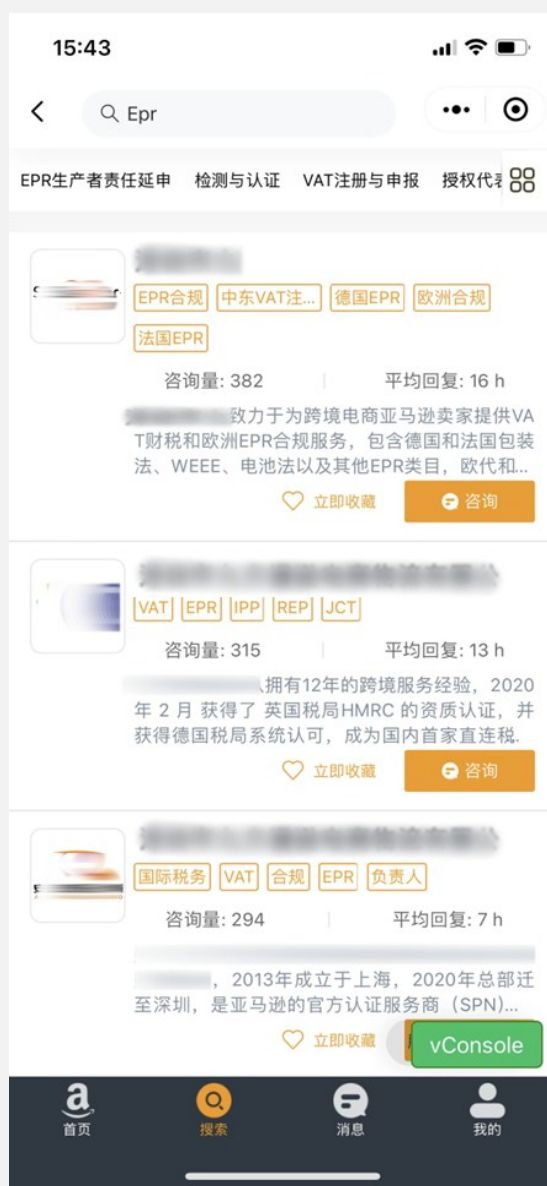 15:43
Epr
EPR生产者责任延申 检测与认证 VAT注册与申报 授权代表
EPR合规 中东VAT注... 德国EPR 欧洲合规
法国EPR
咨询量: 382 平均回复: 16 h
致力于为跨境电商亚马逊卖家提供VA
T财税和欧洲EPR合规服务，包含德国和法国包装
法、WEEE、电池法以及其他EPR类目，欧代和...
立即收藏 咨询
VAT EPR IPP REP JCT
咨询量: 315 平均回复: 13 h
拥有12年的跨境服务经验，2020
年 2 月 获得了 英国税局HMRC 的资质认证，并
获得德国税局系统认可，成为国内首家直连税.
立即收藏 咨询
国际税务 VAT 合规 EPR 负责人
咨询量: 294 平均回复: 7 h
，2013年成立于上海，2020年总部迁
至深圳，是亚马逊的官方认证服务商（SPN）...
立即收藏 vConsole
首页 搜索 消息 我的